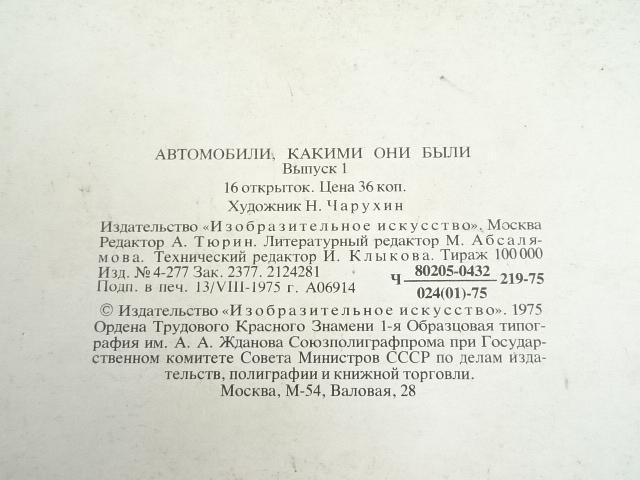 АВТОМОБИЛИ, КАКИМИ ОНИ БЫЛИ
Выпуск 1
16 открыток. Цена 36 коп.
Художник Н. Чарухин
Издательство «Изобразительное искусство». Москва
Редактор А. Тюрин. Литературный редактор М. Абсаля-
мова. Технический редактор И. Клыкова. Тираж 100 000
Изд. № 4-277 Зак. 2377. 2124281
Подп. в печ. 13/VIII-1975 г. А06914
Ч 80205-0432 219-75
024(01)-75
© Издательство «Изобразительное искусство». 1975
Ордена Трудового Красного Знамени 1-я Образцовая типог-
рафия им. А. А. Жданова Союзполиграфпрома при Государ-
ственном комитете Совета Министров СССР по делам изда-
тельств, полиграфии и книжной торговли.
Москва, М-54, Валовая, 28